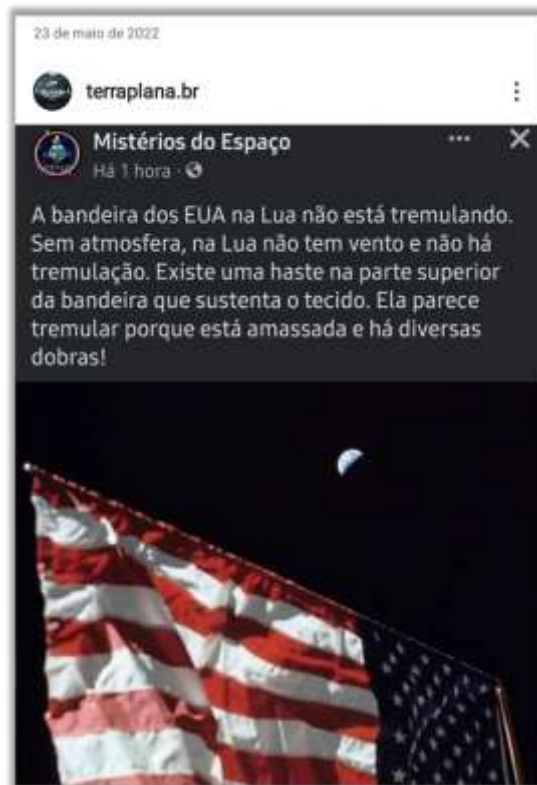 23 de maio de 2022
terraplana.br
Mistérios do Espaço
Há 1 hora ·
A bandeira dos EUA na Lua não está tremulando.
Sem atmosfera, na Lua não tem vento e não há
tremulação. Existe uma haste na parte superior
da bandeira que sustenta o tecido. Ela parece
tremular porque está amassada e há diversas
dobras!